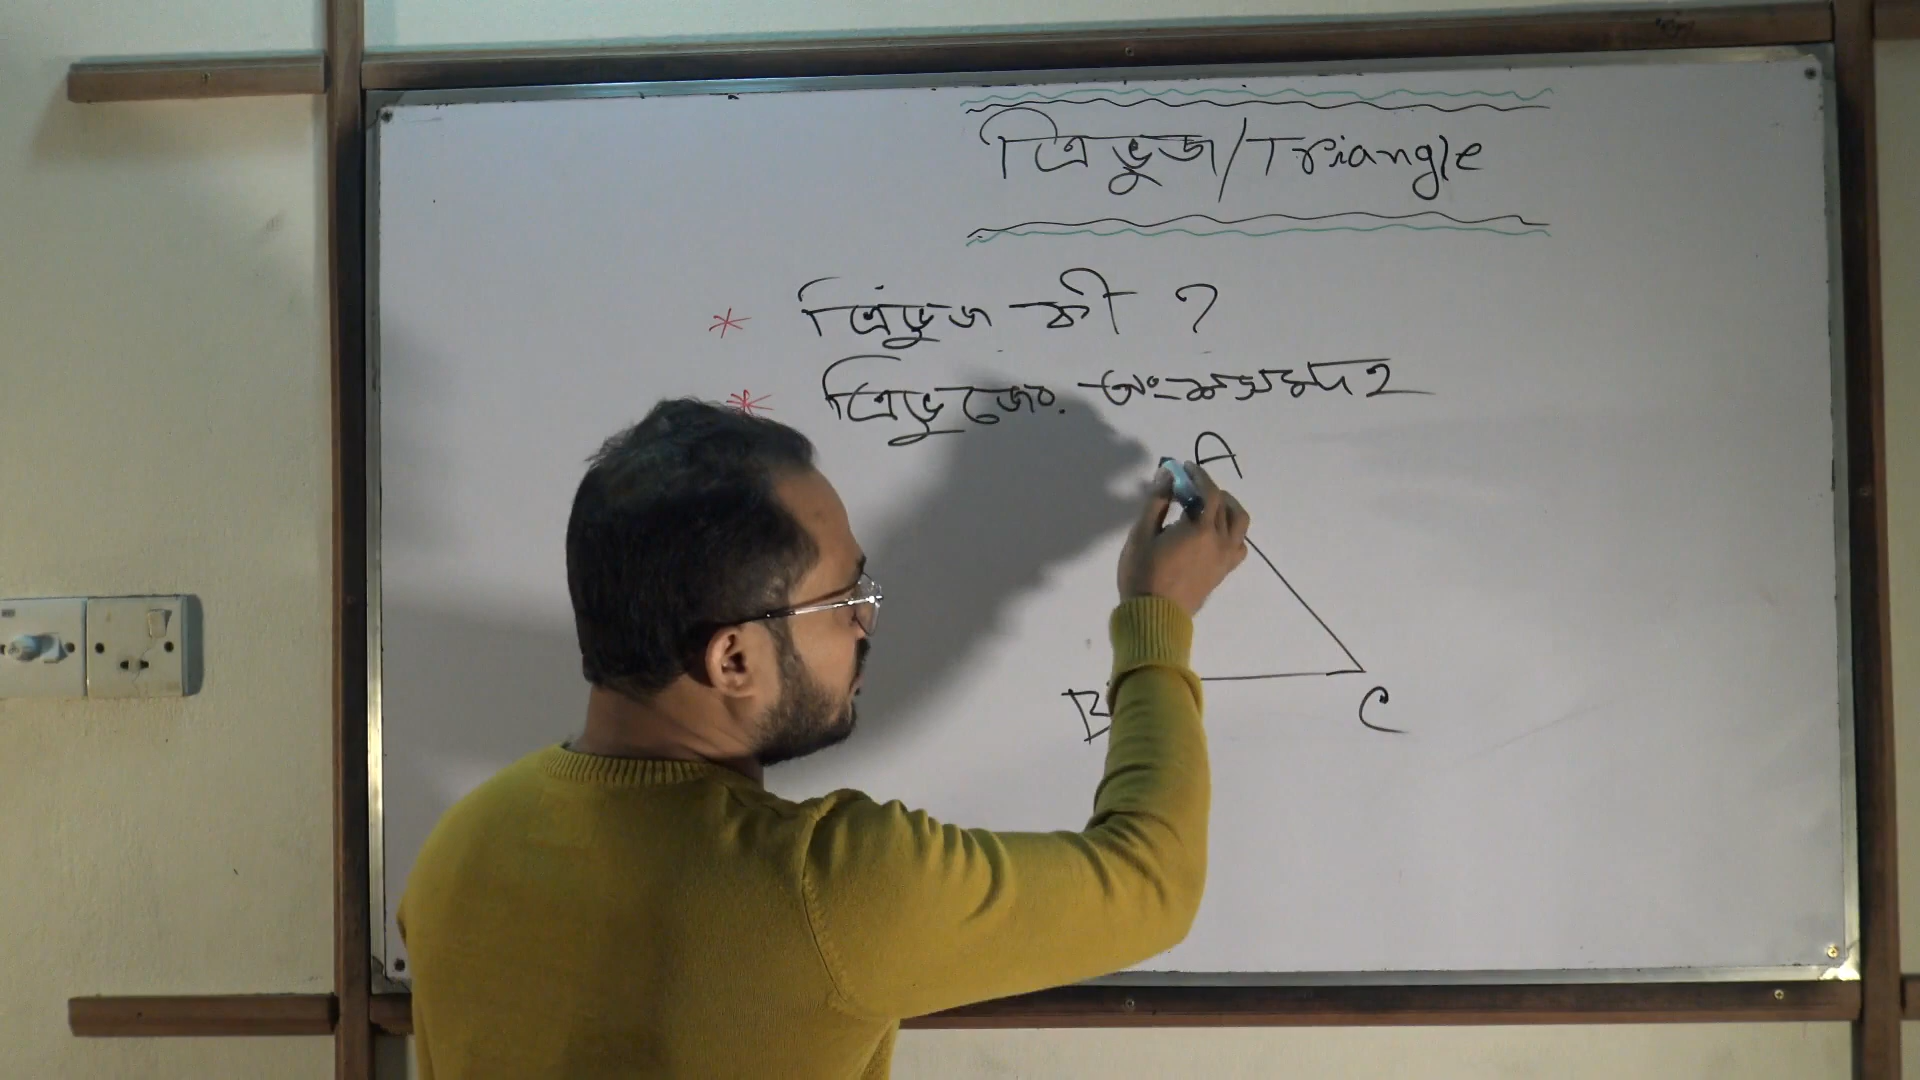 ত্রিভুজ/Triangle
* ত্রিভুজ কী ?
* ত্রিভুজের অংশসমূহ
A
B C